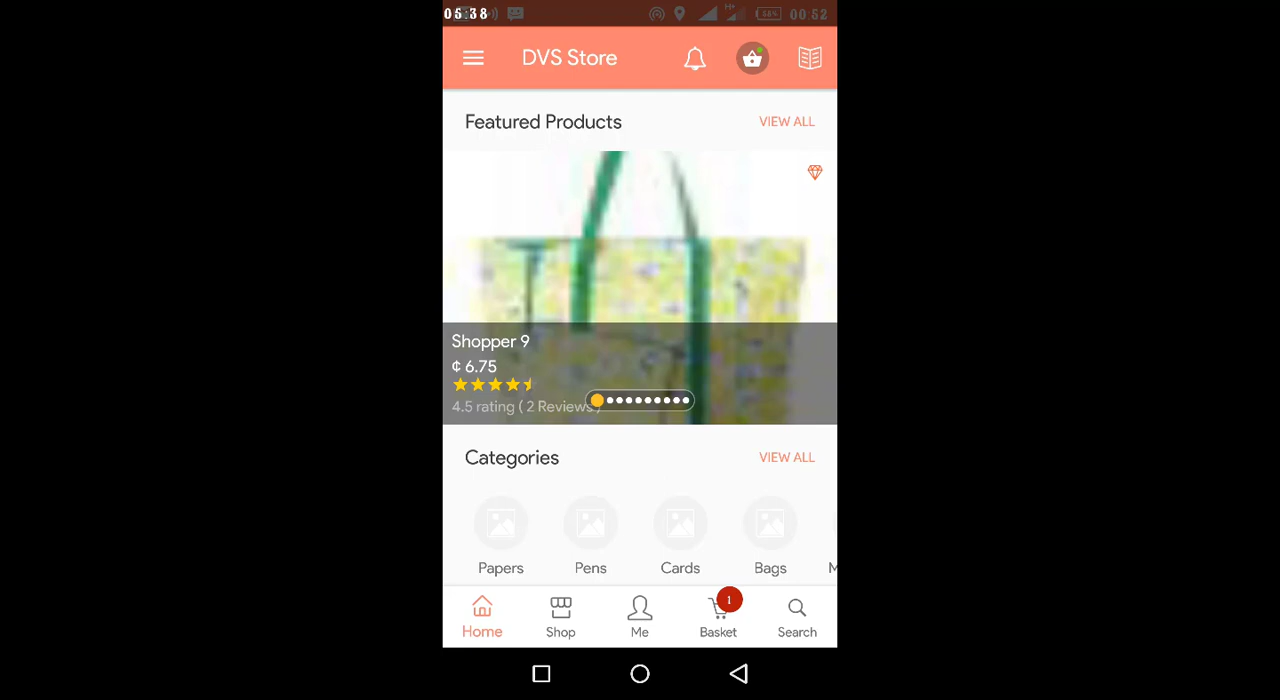 05:38
68%
00:52
DVS Store
Featured Products
VIEW ALL
Shopper 9
¢ 6.75
4.5 rating ( 2 Reviews )
Categories
VIEW ALL
Papers
Pens
Cards
Bags
M
1
Home
Shop
Me
Basket
Search